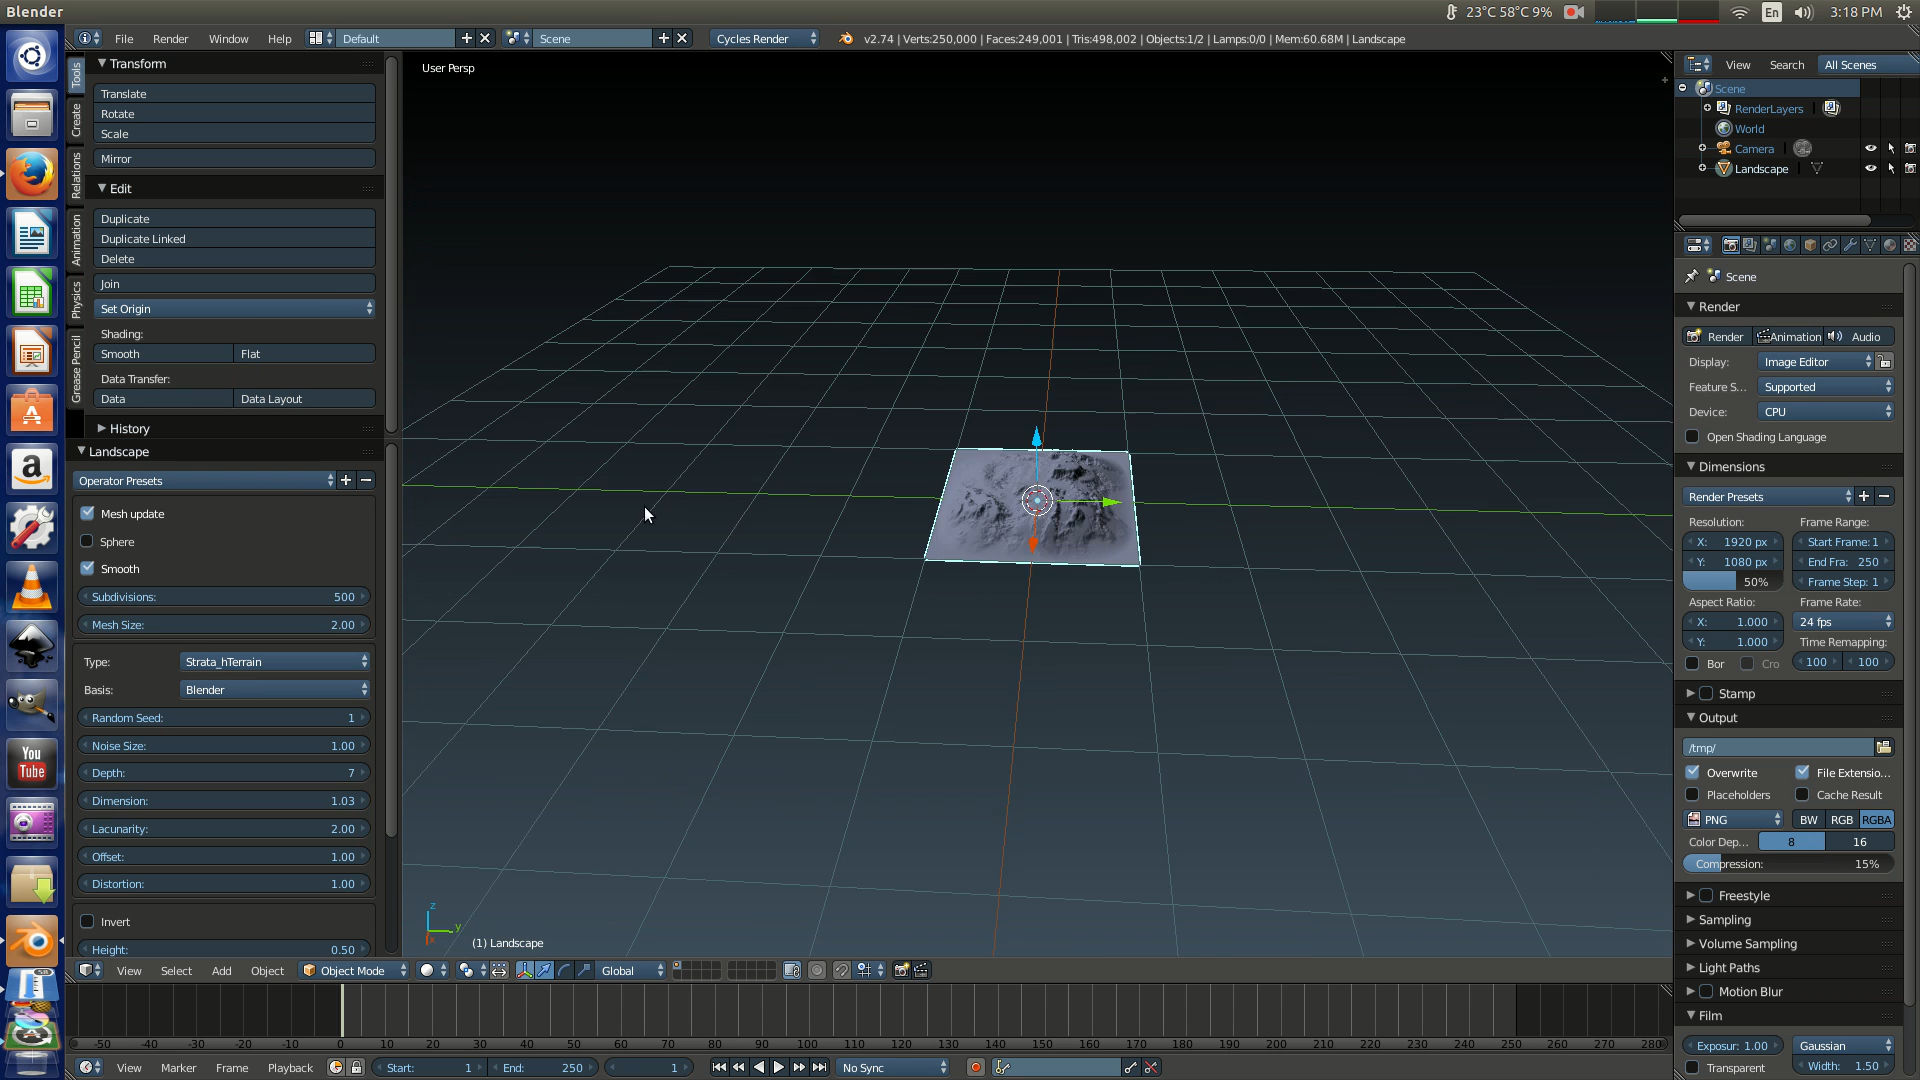 Blender
23°C 58°C 9%
En
3:18 PM
File Render Window Help
Default
Scene
Cycles Render
v2.74 | Verts:250,000 | Faces:249,001 | Tris:498,002 | Objects:1/2 | Lamps:0/0 | Mem:60.68M | Landscape
Tools
Create
Relations
Animation
Physics
Grease Pencil
Transform
Translate
Rotate
Scale
Mirror
Edit
Duplicate
Duplicate Linked
Delete
Join
Set Origin
Shading:
Smooth Flat
Data Transfer:
Data Data Layout
History
Landscape
Operator Presets
Mesh update
Sphere
Smooth
Subdivisions: 500
Mesh Size: 2.00
Type: Strata_hTerrain
Basis: Blender
Random Seed: 1
Noise Size: 1.00
Depth: 7
Dimension: 1.03
Lacunarity: 2.00
Offset: 1.00
Distortion: 1.00
Invert
Height: 0.50
You
Tube
User Persp
z
y
x
(1) Landscape
View Select Add Object
Object Mode
Global
-50 -40 -30 -20 -10 0 10 20 30 40 50 60 70 80 90 100 110 120 130 140 150 160 170 180 190 200 210 220 230 240 250 260 270 280
View Marker Frame Playback
Start: 1
End: 250
1
No Sync
View Search All Scenes
Scene
RenderLayers
World
Camera
Landscape
Scene
Render
Render Animation Audio
Display: Image Editor
Feature S... Supported
Device: CPU
Open Shading Language
Dimensions
Render Presets
Resolution: Frame Range:
X: 1920 px Start Frame: 1
Y: 1080 px End Fra: 250
50% Frame Step: 1
Aspect Ratio: Frame Rate:
X: 1.000 24 fps
Y: 1.000 Time Remapping:
Bor Cro 100 100
Stamp
Output
/tmp/
Overwrite File Extensio...
Placeholders Cache Result
PNG BW RGB RGBA
Color Dep... 8 16
Compression: 15%
Freestyle
Sampling
Volume Sampling
Light Paths
Motion Blur
Film
Exposur: 1.00 Gaussian
Transparent Width: 1.50